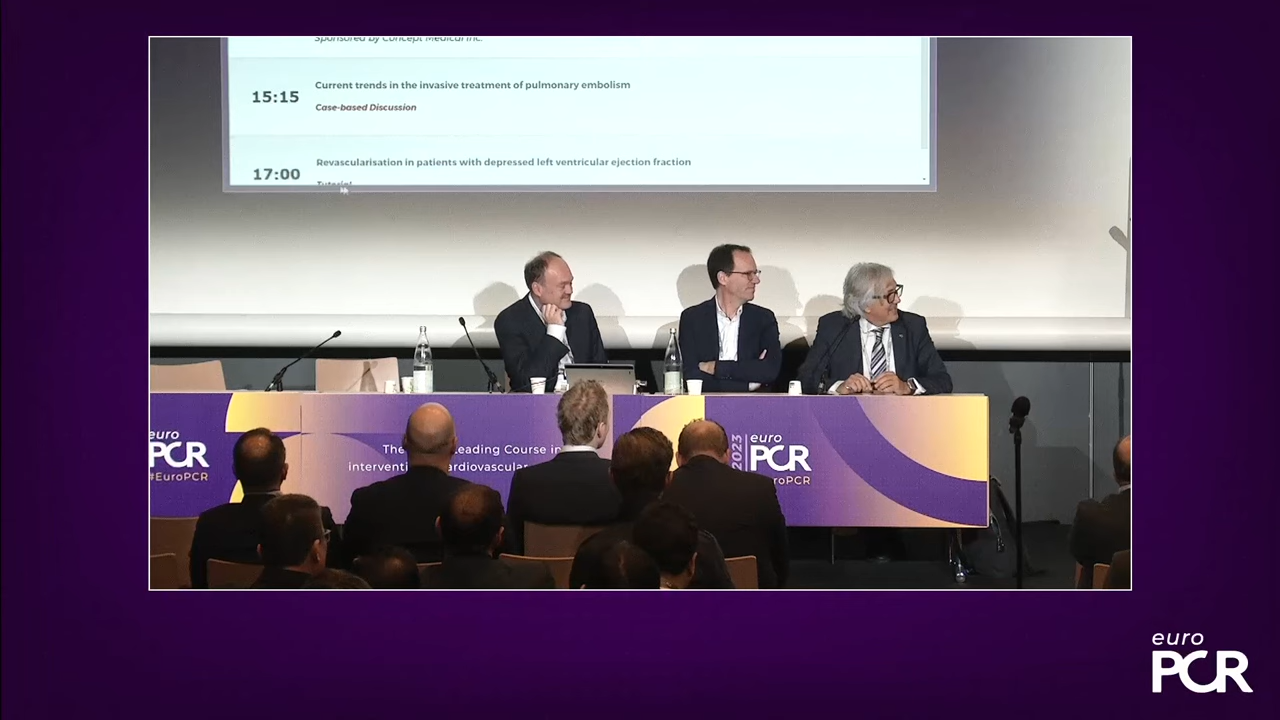 Sponsored by Concept Medical Inc.
15:15
Current trends in the invasive treatment of pulmonary embolism
Case-based Discussion
17:00
Revascularisation in patients with depressed left ventricular ejection fraction
Tutorial
euro
PCR
#EuroPCR
The Leading Course in
cardiovascular
2023
euro
PCR
euro
PCR